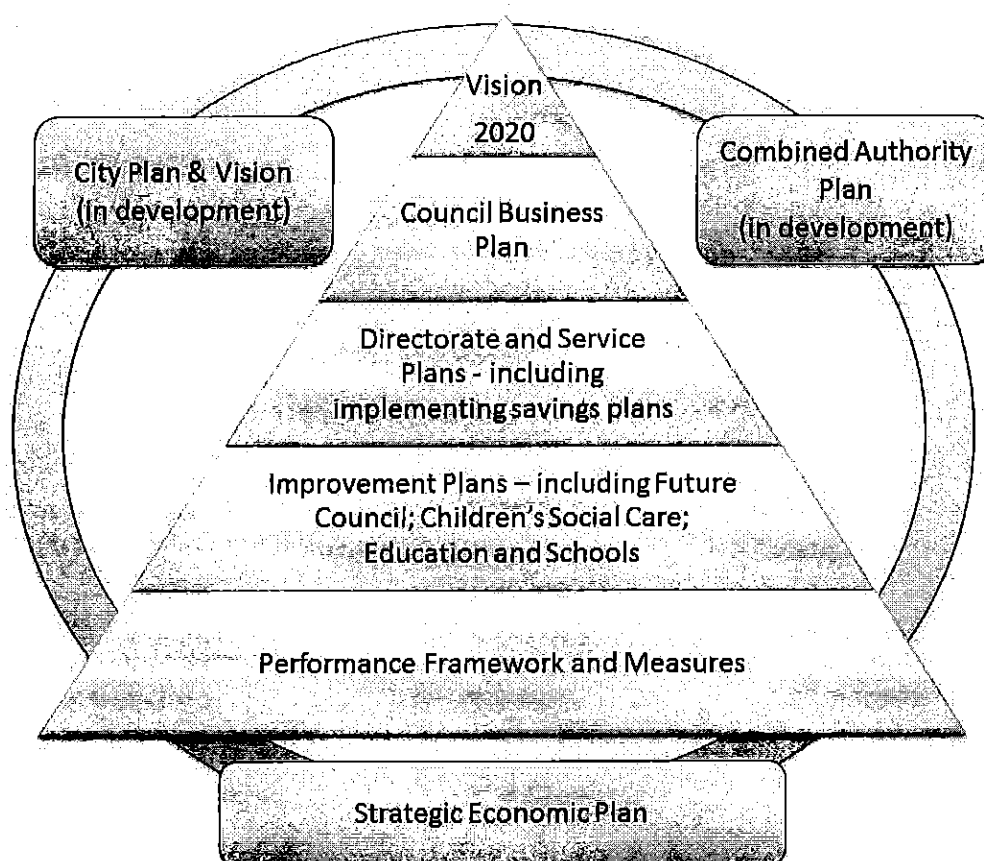 Vision
2020
City Plan & Vision
(In development)
Combined Authority
Plan
(In development)
Council Business
Plan
Directorate and Service
Plans - including
implementing savings plans
Improvement Plans – including Future
Council; Children's Social Care;
Education and Schools
Performance Framework and Measures
Strategic Economic Plan